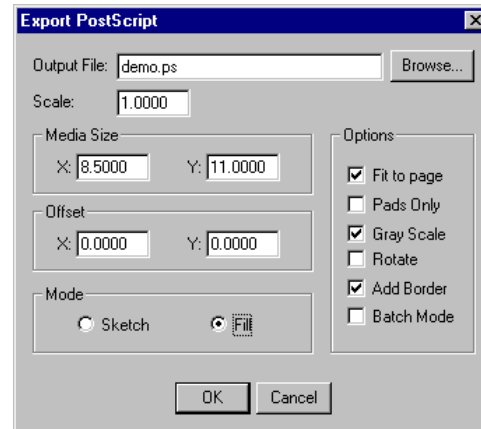 Export PostScript
Output File: demo.ps Browse...
Scale: 1.0000
Media Size
X: 8.5000 Y: 11.0000
Offset
X: 0.0000 Y: 0.0000
Mode
Sketch Fill
Options
Fit to page
Pads Only
Gray Scale
Rotate
Add Border
Batch Mode
OK Cancel